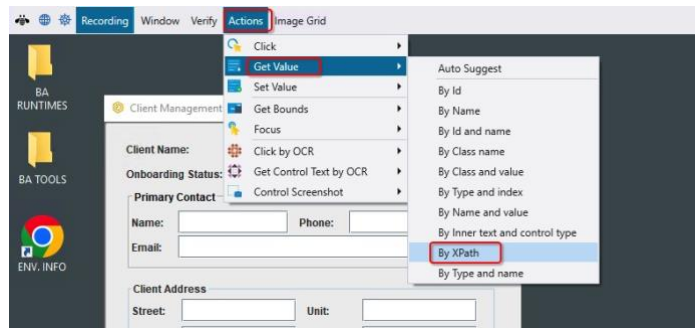 Recording Window Verify Actions Image Grid
Click
Get Value
Set Value
Get Bounds
Focus
Click by OCR
Get Control Text by OCR
Control Screenshot
Auto Suggest
By Id
By Name
By Id and name
By Class name
By Class and value
By Type and index
By Name and value
By Inner text and control type
By XPath
By Type and name
BA
RUNTIMES
BA TOOLS
ENV. INFO
Client Management
Client Name:
Onboarding Status:
Primary Contact
Name: Phone:
Email:
Client Address
Street: Unit: